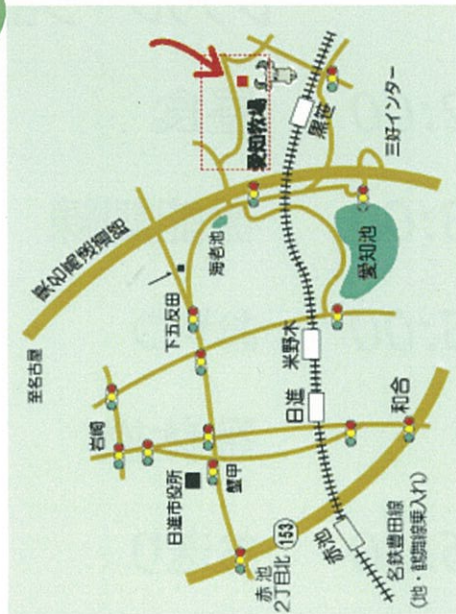 至名古屋
東名高速道路
愛知牧場
黒笹
三好インター
海老池
愛知池
下五反田
米野木
日進
岩崎
日進市役所
蟹甲
和合
赤池
2丁目北
153
赤池
名鉄豊田線
(地・鶴舞線乗入れ)